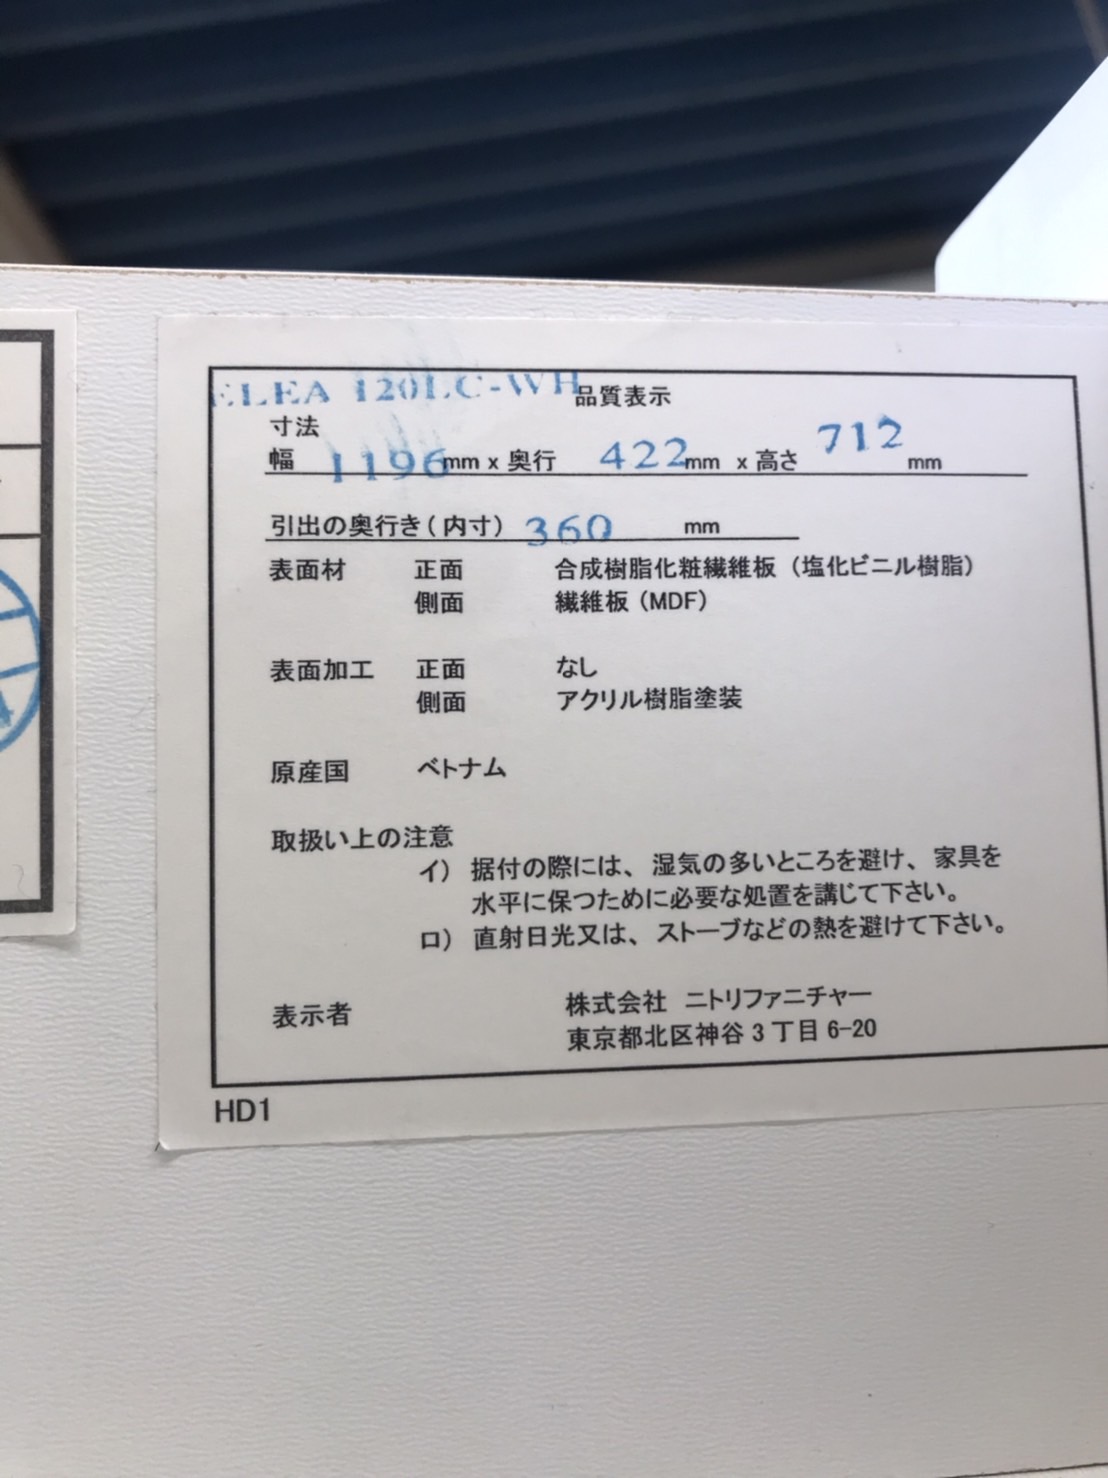 ELEA 120LC-WH 品質表示
寸法
幅 1196 mm x 奥行 422 mm x 高さ 712 mm
引出の奥行き(内寸) 360 mm
表面材 正面 合成樹脂化粧繊維板(塩化ビニル樹脂)
側面 繊維板(MDF)
表面加工 正面 なし
側面 アクリル樹脂塗装
原産国 ベトナム
取扱い上の注意
イ) 据付の際には、湿気の多いところを避け、家具を
水平に保つために必要な処置を講じて下さい。
ロ) 直射日光又は、ストーブなどの熱を避けて下さい。
表示者 株式会社 ニトリファニチャー
東京都北区神谷3丁目6-20
HD1